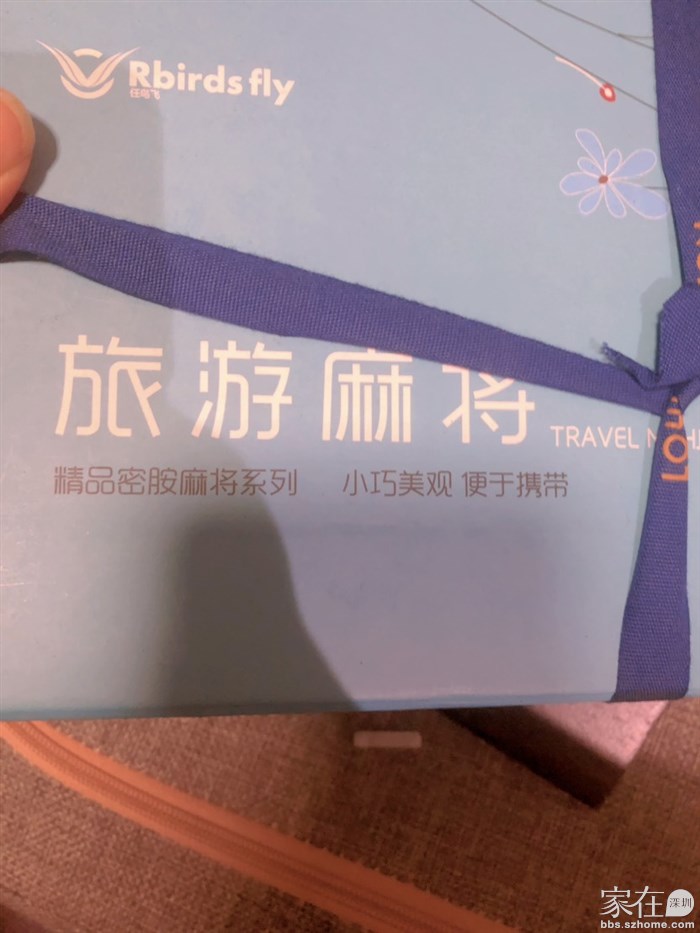 Rbirds fly
任鸟飞
旅游麻将
TRAVEL
精品密胺麻将系列 小巧美观 便于携带
家在深圳
bbs.szhome.com